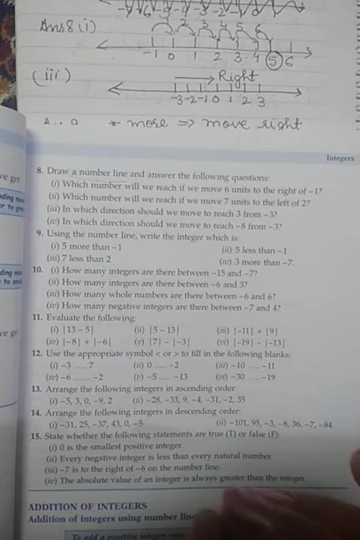 Ans 8 (i)
-1 0 1 2 3 4 5 6
(iii)
Right
-3 -2 -1 0 1 2 3
* more => move right
Integers
8. Draw a number line and answer the following questions:
(i) Which number will we reach if we move 6 units to the right of −1?
(ii) Which number will we reach if we move 7 units to the left of 2?
(iii) In which direction should we move to reach 3 from −3?
(iv) In which direction should we move to reach −8 from −3?
9. Using the number line, write the integer which is
(i) 5 more than −1 (ii) 5 less than −1
(iii) 7 less than 2 (iv) 3 more than −7.
10. (i) How many integers are there between −15 and −7?
(ii) How many integers are there between −6 and 3?
(iii) How many whole numbers are there between −6 and 6?
(iv) How many negative integers are there between −7 and 4?
11. Evaluate the following:
(i) |13 − 5| (ii) |5 − 13| (iii) |−11| + |9|
(iv) |−8| + |−6| (v) |7| − |−3| (vi) |−19| − |−13|
12. Use the appropriate symbol < or > to fill in the following blanks:
(i) −3 ..... 7 (ii) 0 ..... −2 (iii) −10 ..... −11
(iv) −6 ..... −2 (v) −5 ..... −13 (vi) −30 ..... −19
13. Arrange the following integers in ascending order:
(i) −5, 3, 0, −9, 2 (ii) −28, −33, 9, −4, −31, −2, 35
14. Arrange the following integers in descending order:
(i) −31, 25, −37, 43, 0, −5 (ii) −101, 95, −3, −8, 36, −7, −84.
15. State whether the following statements are true (T) or false (F):
(i) 0 is the smallest positive integer.
(ii) Every negative integer is less than every natural number.
(iii) −7 is to the right of −6 on the number line.
(iv) The absolute value of an integer is always greater than the integer.
ADDITION OF INTEGERS
Addition of integers using number